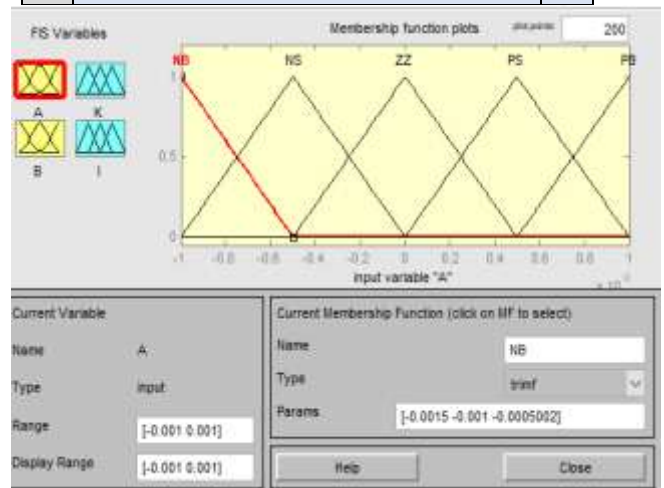 FIS Variables
Membership function plots
plot points:
200
NB NS ZZ PS PB
A K
B I
1
0.5
0
-1 -0.8 -0.6 -0.4 -0.2 0 0.2 0.4 0.6 0.8 1
input variable "A"
Current Variable
Name A
Type input
Range [-0.001 0.001]
Display Range [-0.001 0.001]
Current Membership Function (click on MF to select)
Name NB
Type trimf
Params [-0.0015 -0.001 -0.0005002]
Help Close